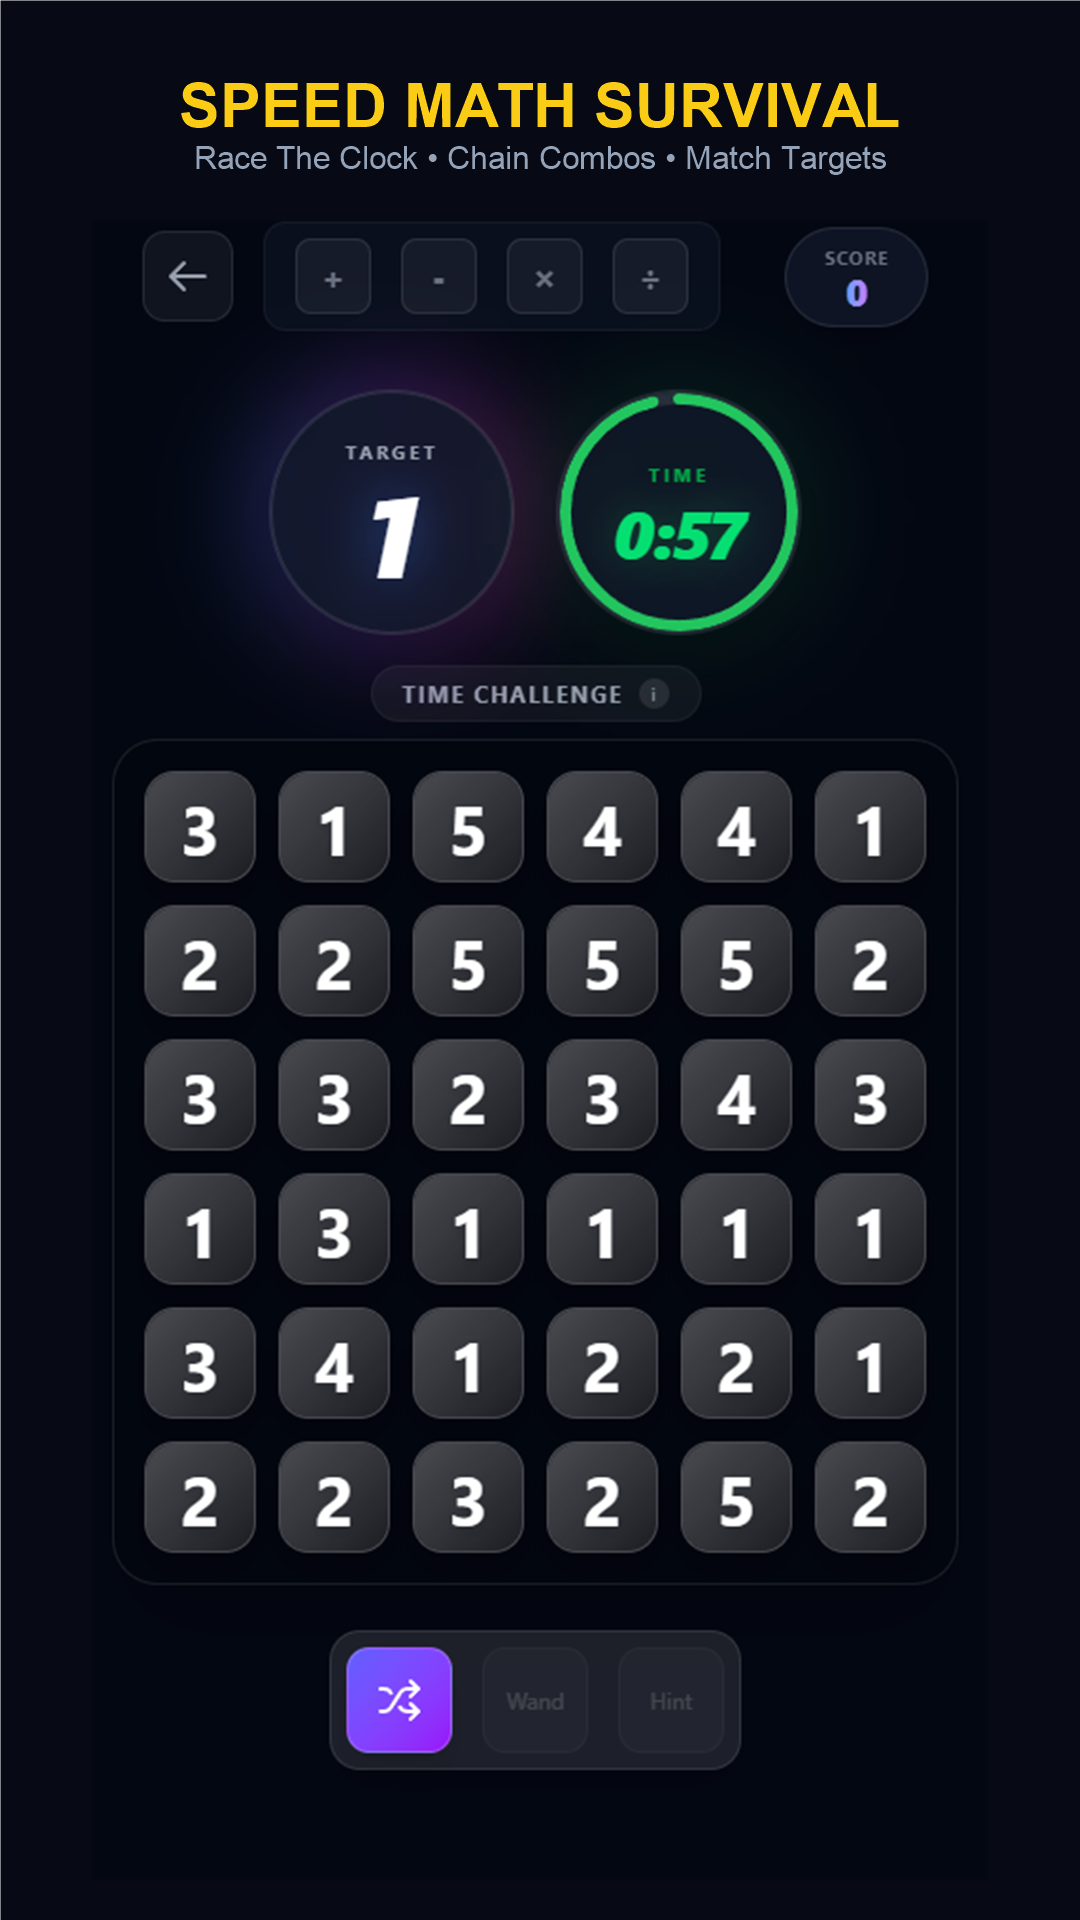 SPEED MATH SURVIVAL
Race The Clock • Chain Combos • Match Targets
+ - × ÷
SCORE
0
TARGET
1
TIME
0:57
TIME CHALLENGE i
3 1 5 4 4 1
2 2 5 5 5 2
3 3 2 3 4 3
1 3 1 1 1 1
3 4 1 2 2 1
2 2 3 2 5 2
Wand Hint